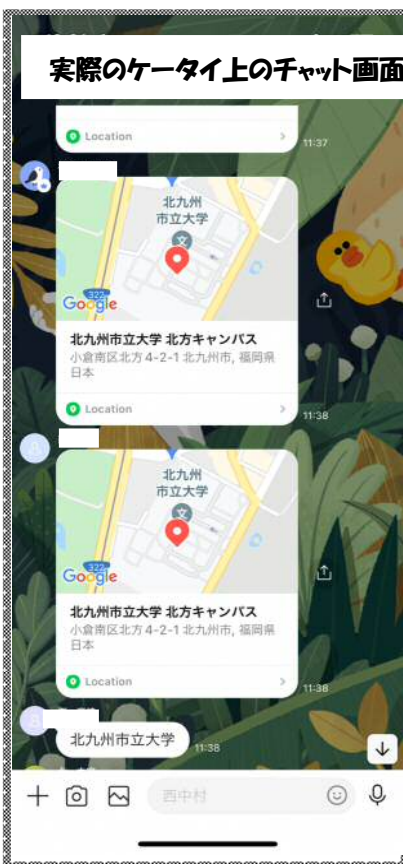 実際のケータイ上のチャット画面
Location
11:37
北九州
市立大学
文
322
Google
北九州市立大学 北方キャンパス
小倉南区北方4-2-1 北九州市, 福岡県
日本
Location
11:38
北九州
市立大学
文
322
Google
北九州市立大学 北方キャンパス
小倉南区北方4-2-1 北九州市, 福岡県
日本
Location
11:38
北九州市立大学
11:38
西中村